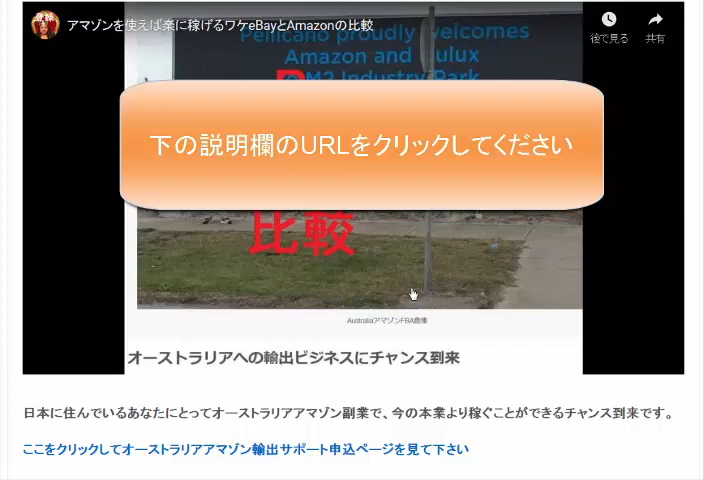 アマゾンを使えば楽に稼げるワケeBayとAmazonの比較
後で見る
共有
Pellicano proudly welcomes
Amazon and Dulux
to M2 Industry Park
下の説明欄のURLをクリックしてください
比較
AustraliaアマゾンFBA倉庫
オーストラリアへの輸出ビジネスにチャンス到来
日本に住んでいるあなたにとってオーストラリアアマゾン副業で、今の本業より稼ぐことができるチャンス到来です。
ここをクリックしてオーストラリアアマゾン輸出サポート申込ページを見て下さい